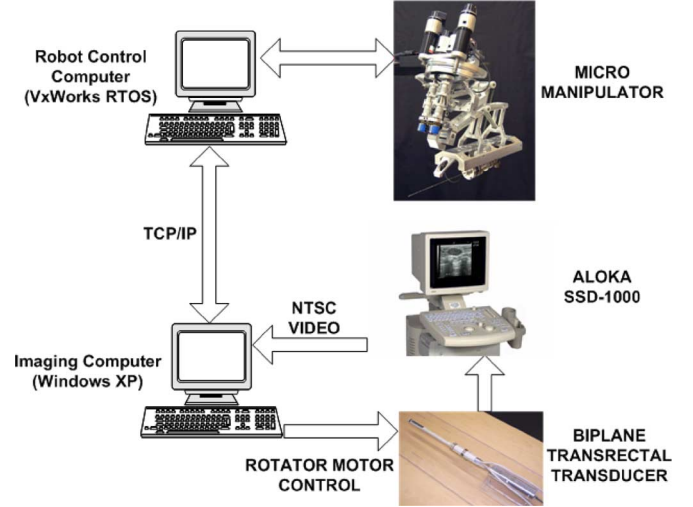 Robot Control
Computer
(VxWorks RTOS)
MICRO
MANIPULATOR
TCP/IP
ALOKA
SSD-1000
NTSC
VIDEO
Imaging Computer
(Windows XP)
ROTATOR MOTOR
CONTROL
BIPLANE
TRANSRECTAL
TRANSDUCER